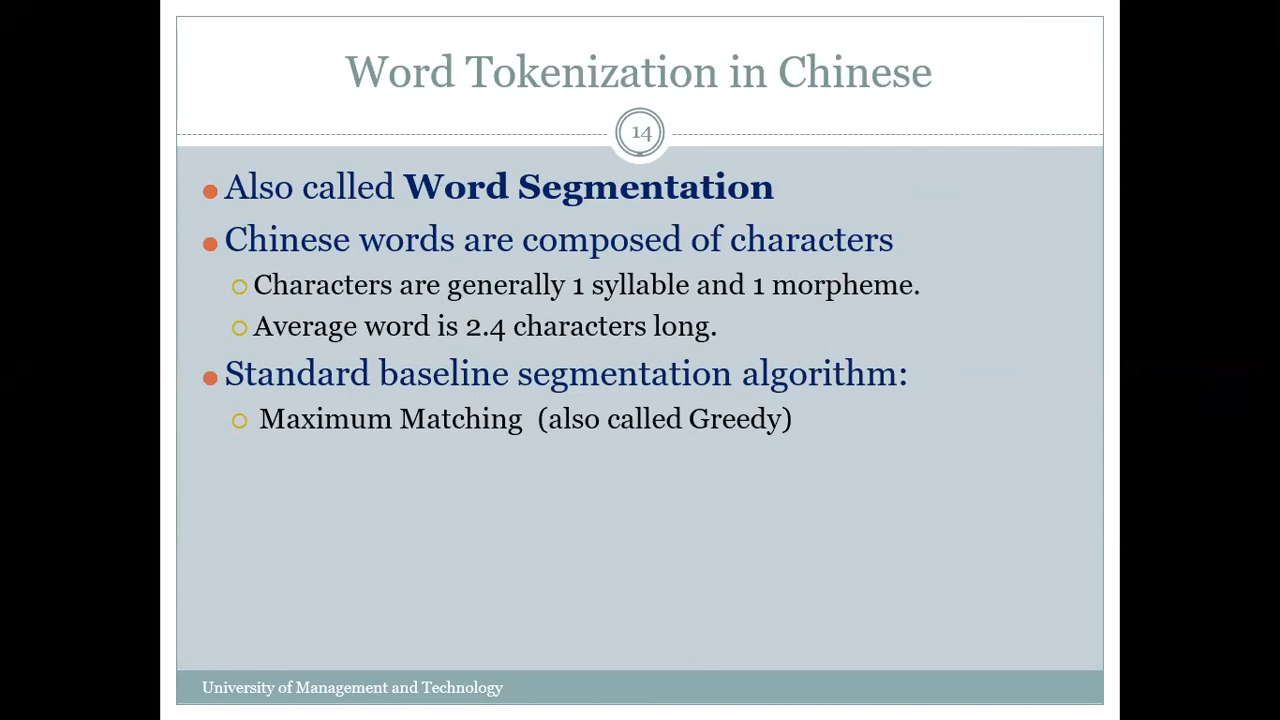 Word Tokenization in Chinese
14
Also called Word Segmentation
Chinese words are composed of characters
Characters are generally 1 syllable and 1 morpheme.
Average word is 2.4 characters long.
Standard baseline segmentation algorithm:
Maximum Matching (also called Greedy)
University of Management and Technology